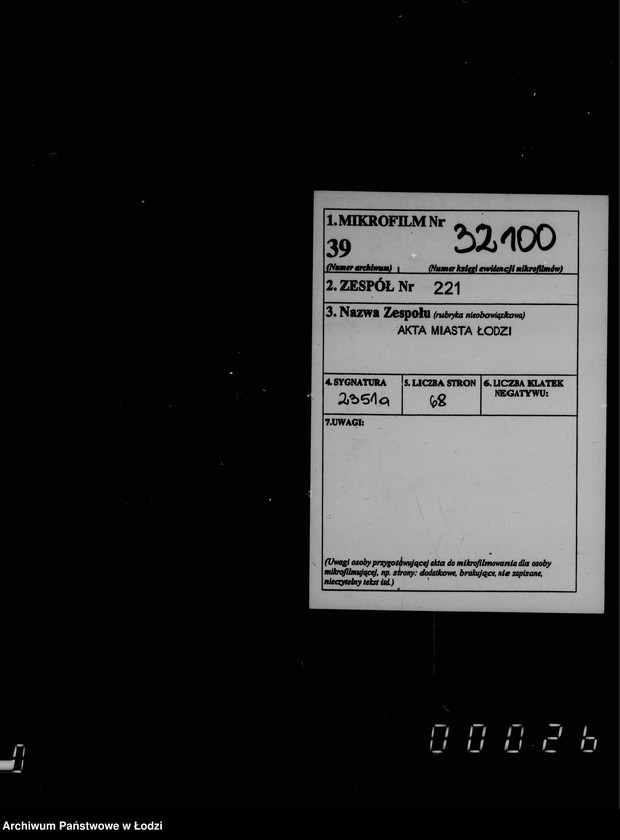 1. MIKROFILM Nr 32100
39
(Numer archiwum) (Numer księgi ewidencji mikrofilmów)
2. ZESPÓŁ Nr 221
3. Nazwa Zespołu (rubryka nieobowiązkowa)
AKTA MIASTA ŁODZI
4. SYGNATURA 5. LICZBA STRON 6. LICZBA KLATEK
NEGATYWU:
2351a 68
7. UWAGI:
(Uwagi osoby przygotowującej akta do mikrofilmowania dla osoby
mikrofilmującej, np. strony: dodatkowe, brakujące, nie zapisane,
nieczytelny tekst itd.)
00026
0
Archiwum Państwowe w Łodzi